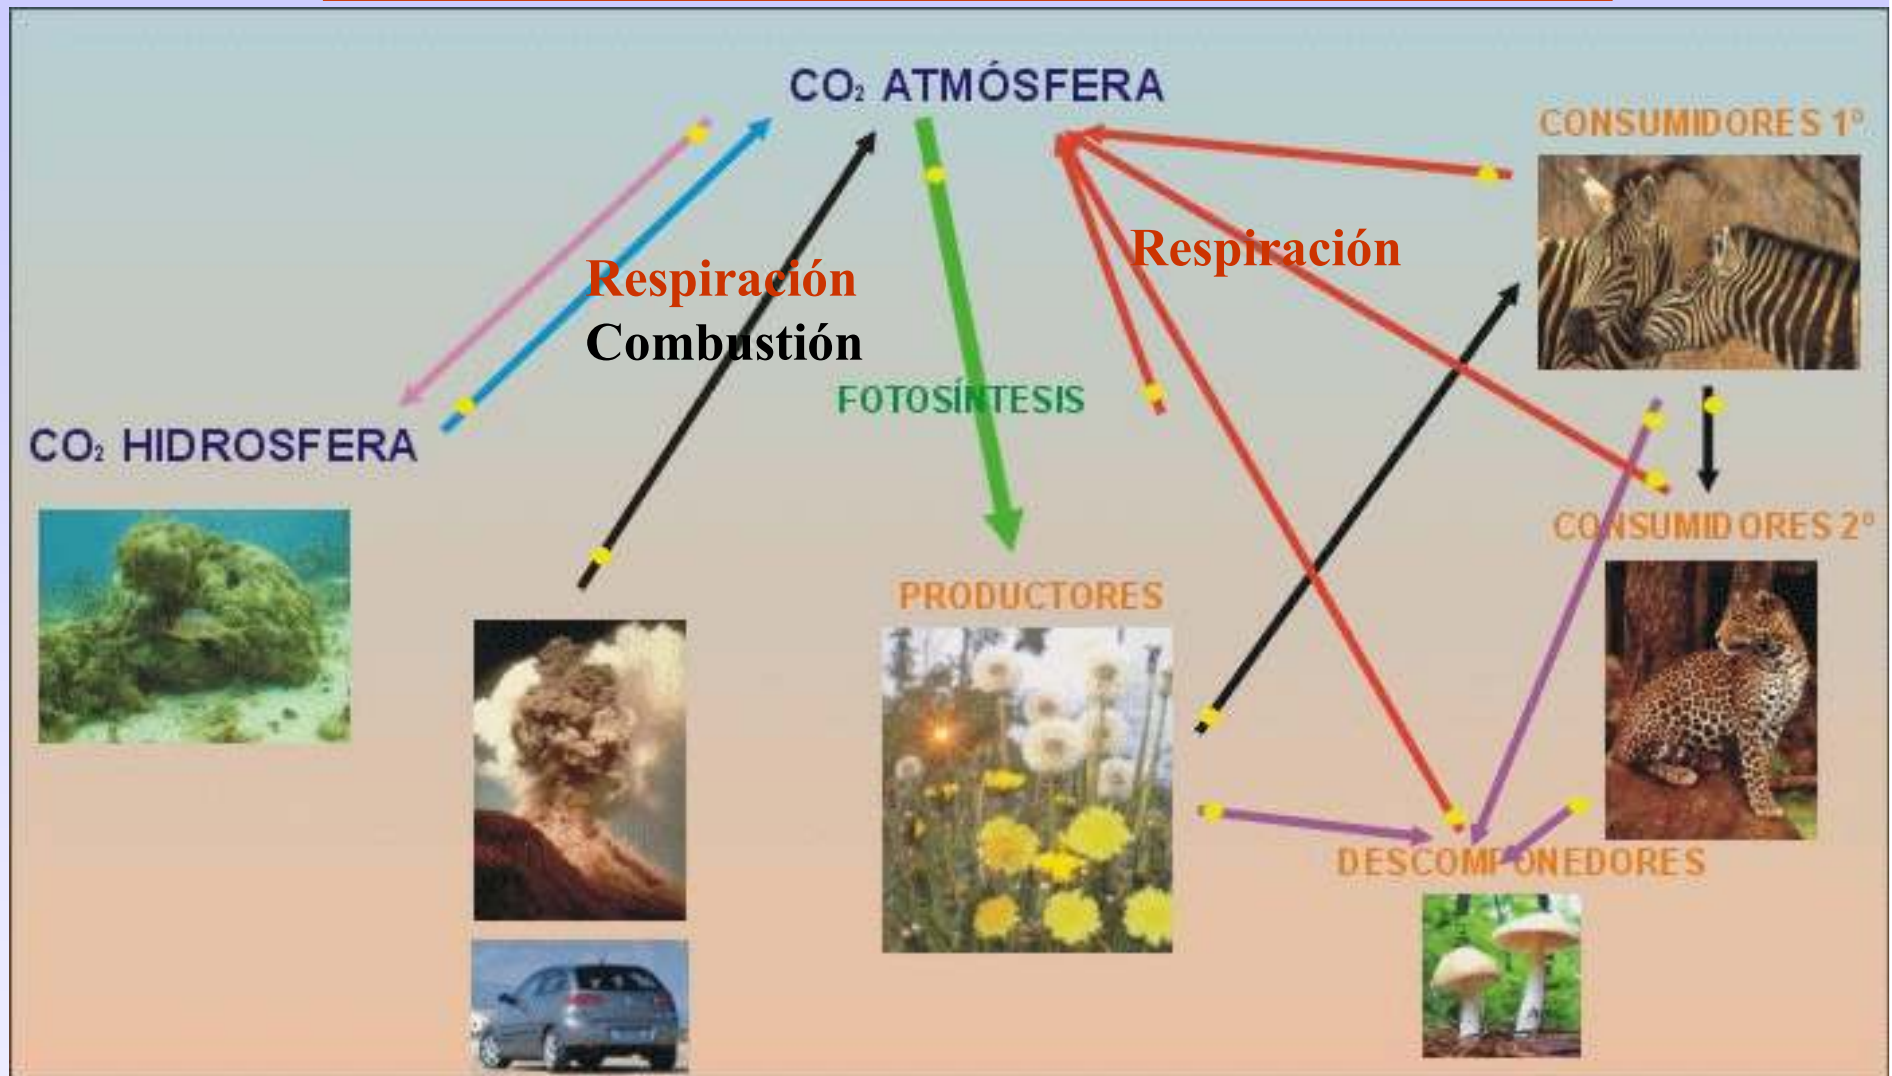 CO₂ ATMÓSFERA
CONSUMIDORES 1º
Respiración
Respiración
Combustión
FOTOSÍNTESIS
CO₂ HIDROSFERA
CONSUMIDORES 2º
PRODUCTORES
DESCOMPONEDORES